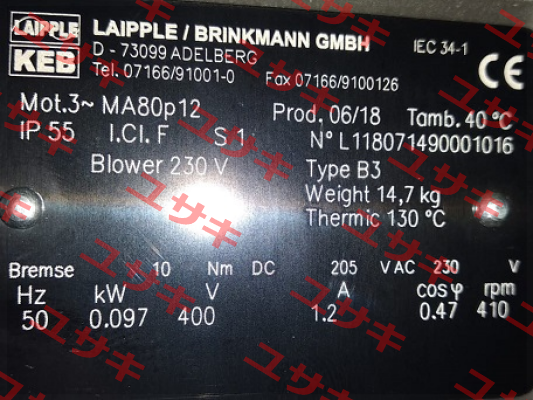 LAIPPLE LAIPPLE / BRINKMANN GMBH IEC 34-1
KEB D - 73099 ADELBERG CE
Tel. 07166/91001-0 Fax 07166/9100126
Mot.3~ MA80p12 Prod. 06/18 Tamb. 40 °C
IP 55 I.Cl. F S 1 N° L118071490001016
Blower 230 V Type B3
Weight 14,7 kg
Thermic 130 °C
Bremse 10 Nm DC 205 V AC 230 V
Hz kW V A cosφ rpm
50 0.097 400 1.2 0.47 410
ユサキ